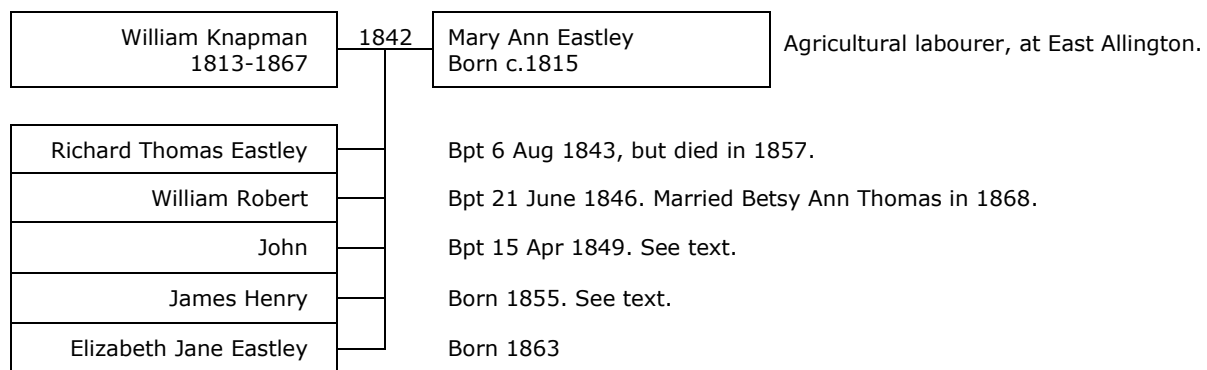 William Knapman 1842 Mary Ann Eastley Agricultural labourer, at East Allington.
1813-1867 Born c.1815
Richard Thomas Eastley Bpt 6 Aug 1843, but died in 1857.
William Robert Bpt 21 June 1846. Married Betsy Ann Thomas in 1868.
John Bpt 15 Apr 1849. See text.
James Henry Born 1855. See text.
Elizabeth Jane Eastley Born 1863